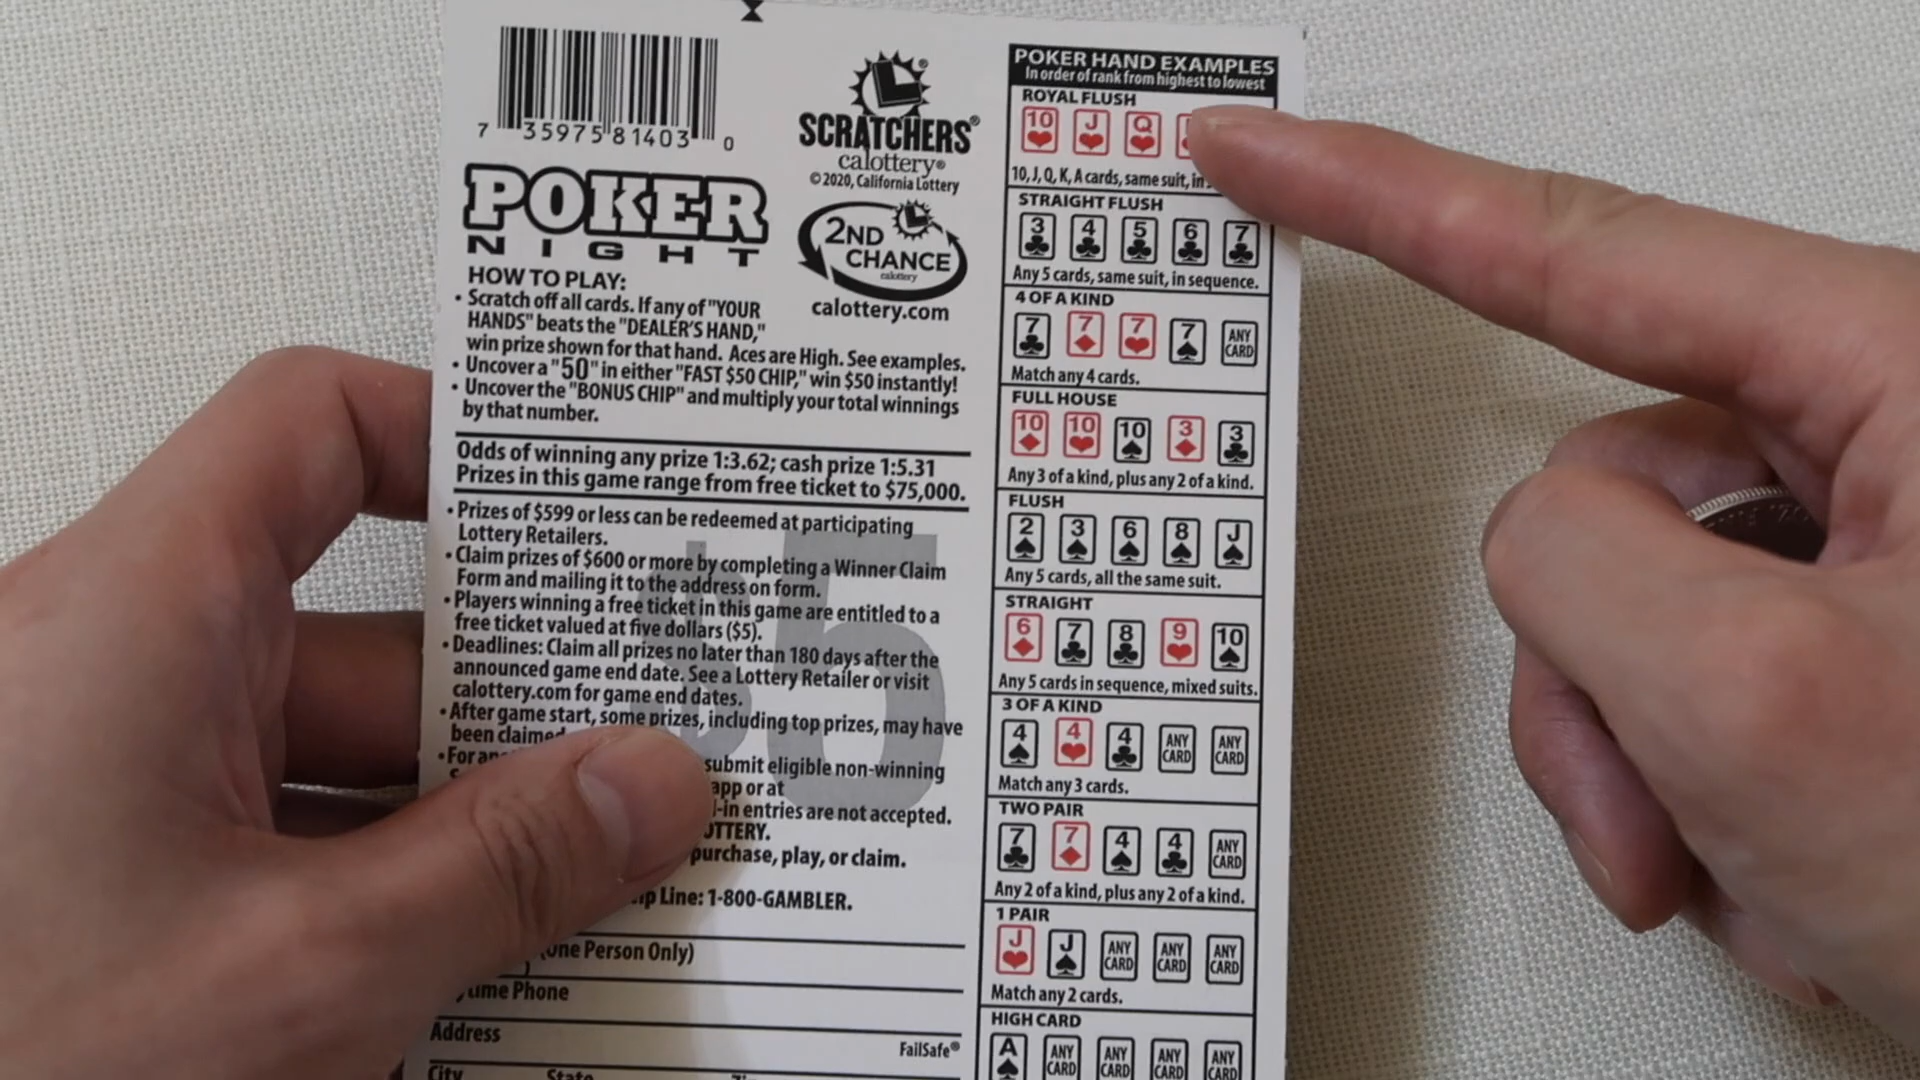 7 35975 81403 0
SCRATCHERS®
calottery®
© 2020, California Lottery
POKER
NIGHT
2ND
CHANCE
calottery
calottery.com
HOW TO PLAY:
• Scratch off all cards. If any of "YOUR
HANDS" beats the "DEALER'S HAND,"
win prize shown for that hand. Aces are High. See examples.
• Uncover a "50" in either "FAST $50 CHIP," win $50 instantly!
• Uncover the "BONUS CHIP" and multiply your total winnings
by that number.
Odds of winning any prize 1:3.62; cash prize 1:5.31
Prizes in this game range from free ticket to $75,000.
$5
• Prizes of $599 or less can be redeemed at participating
Lottery Retailers.
• Claim prizes of $600 or more by completing a Winner Claim
Form and mailing it to the address on form.
• Players winning a free ticket in this game are entitled to a
free ticket valued at five dollars ($5).
• Deadlines: Claim all prizes no later than 180 days after the
announced game end date. See a Lottery Retailer or visit
calottery.com for game end dates.
• After game start, some prizes, including top prizes, may have
been claimed
• For submit eligible non-winning
app or at
entries are not accepted.
purchase, play, or claim.
Line: 1-800-GAMBLER.
(One Person Only)
Phone
Address
FailSafe®
City State
POKER HAND EXAMPLES
In order of rank from highest to lowest
ROYAL FLUSH
10 J Q
10, J, Q, K, A cards, same suit, in
STRAIGHT FLUSH
3 4 5 6 7
Any 5 cards, same suit, in sequence.
4 OF A KIND
7 7 7 7 ANY CARD
Match any 4 cards.
FULL HOUSE
10 10 10 3 3
Any 3 of a kind, plus any 2 of a kind.
FLUSH
2 3 6 8 J
Any 5 cards, all the same suit.
STRAIGHT
6 7 8 9 10
Any 5 cards in sequence, mixed suits.
3 OF A KIND
4 4 4 ANY CARD ANY CARD
Match any 3 cards.
TWO PAIR
7 7 4 4 ANY CARD
Any 2 of a kind, plus any 2 of a kind.
1 PAIR
J J ANY CARD ANY CARD ANY CARD
Match any 2 cards.
HIGH CARD
A ANY CARD ANY CARD ANY CARD ANY CARD